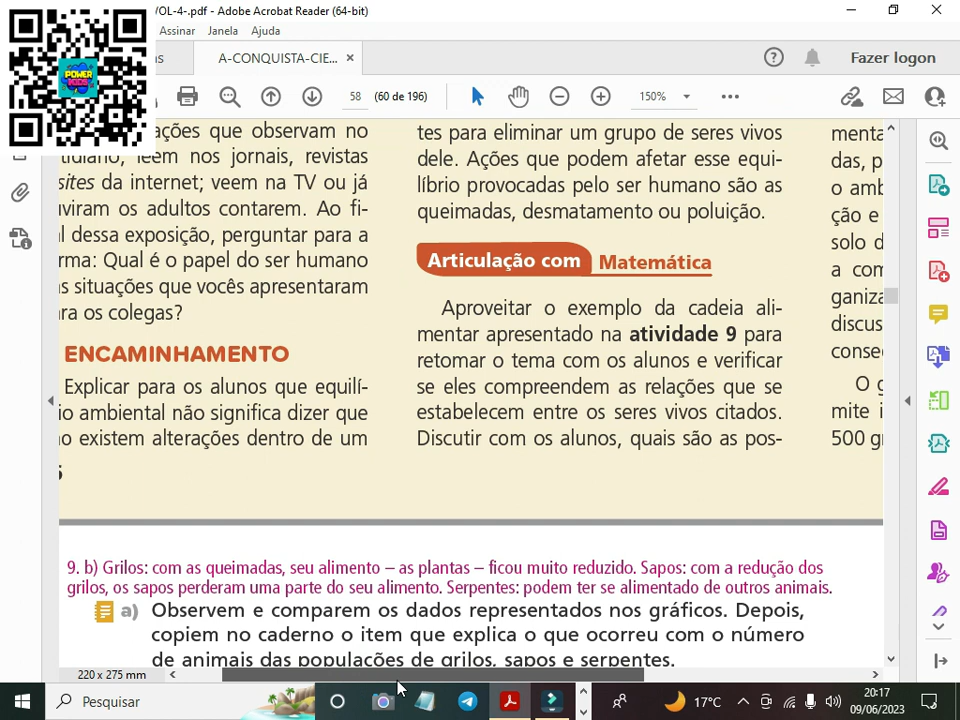 VOL-4-.pdf - Adobe Acrobat Reader (64-bit)
Assinar Janela Ajuda
A-CONQUISTA-CIE... ×
Fazer logon
58 (60 de 196) 150%
POWER KIDS
ações que observam no
leem nos jornais, revistas
sites da internet; veem na TV ou já
uviram os adultos contarem. Ao fi-
al dessa exposição, perguntar para a
rma: Qual é o papel do ser humano
as situações que vocês apresentaram
ara os colegas?
ENCAMINHAMENTO
Explicar para os alunos que equilí-
io ambiental não significa dizer que
o existem alterações dentro de um
tes para eliminar um grupo de seres vivos
dele. Ações que podem afetar esse equi-
líbrio provocadas pelo ser humano são as
queimadas, desmatamento ou poluição.
Articulação com Matemática
Aproveitar o exemplo da cadeia ali-
mentar apresentado na atividade 9 para
retomar o tema com os alunos e verificar
se eles compreendem as relações que se
estabelecem entre os seres vivos citados.
Discutir com os alunos, quais são as pos-
menta
das, p
o amb
ção e
solo d
a com
ganiza
discus
conse
O g
mite i
500 gr
9. b) Grilos: com as queimadas, seu alimento – as plantas – ficou muito reduzido. Sapos: com a redução dos
grilos, os sapos perderam uma parte do seu alimento. Serpentes: podem ter se alimentado de outros animais.
a) Observem e comparem os dados representados nos gráficos. Depois,
copiem no caderno o item que explica o que ocorreu com o número
de animais das populações de grilos, sapos e serpentes.
220 x 275 mm
Pesquisar
17°C
20:17
09/06/2023